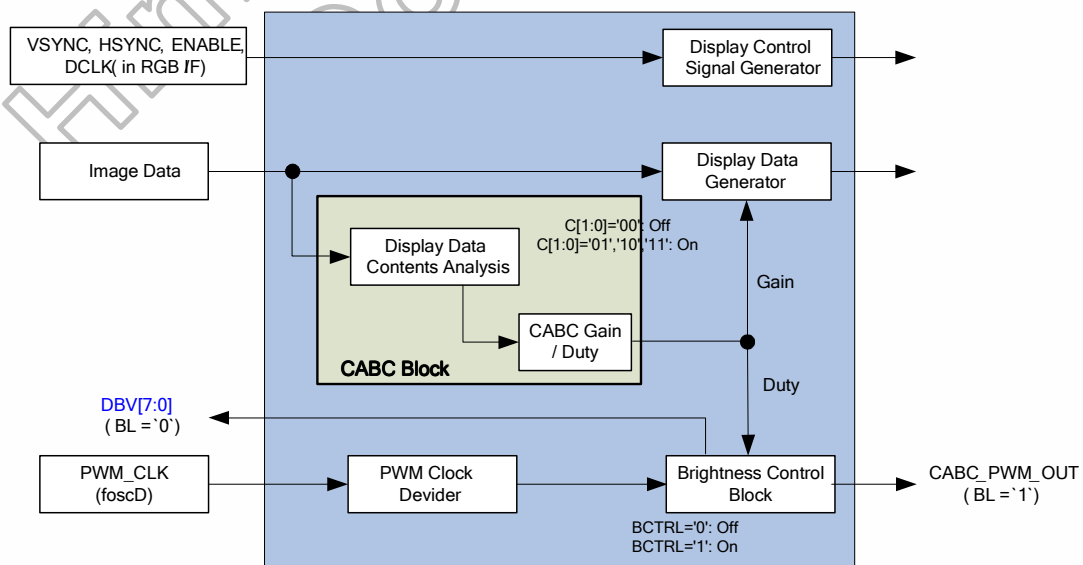 VSYNC, HSYNC, ENABLE,
DCLK( in RGB I/F)
Display Control
Signal Generator
Image Data
Display Data
Generator
C[1:0]='00': Off
C[1:0]='01','10','11': On
Display Data
Contents Analysis
Gain
CABC Gain
/ Duty
CABC Block
Duty
DBV[7:0]
( BL =`0`)
PWM_CLK
(foscD)
PWM Clock
Devider
Brightness Control
Block
CABC_PWM_OUT
( BL =`1`)
BCTRL='0': Off
BCTRL='1': On